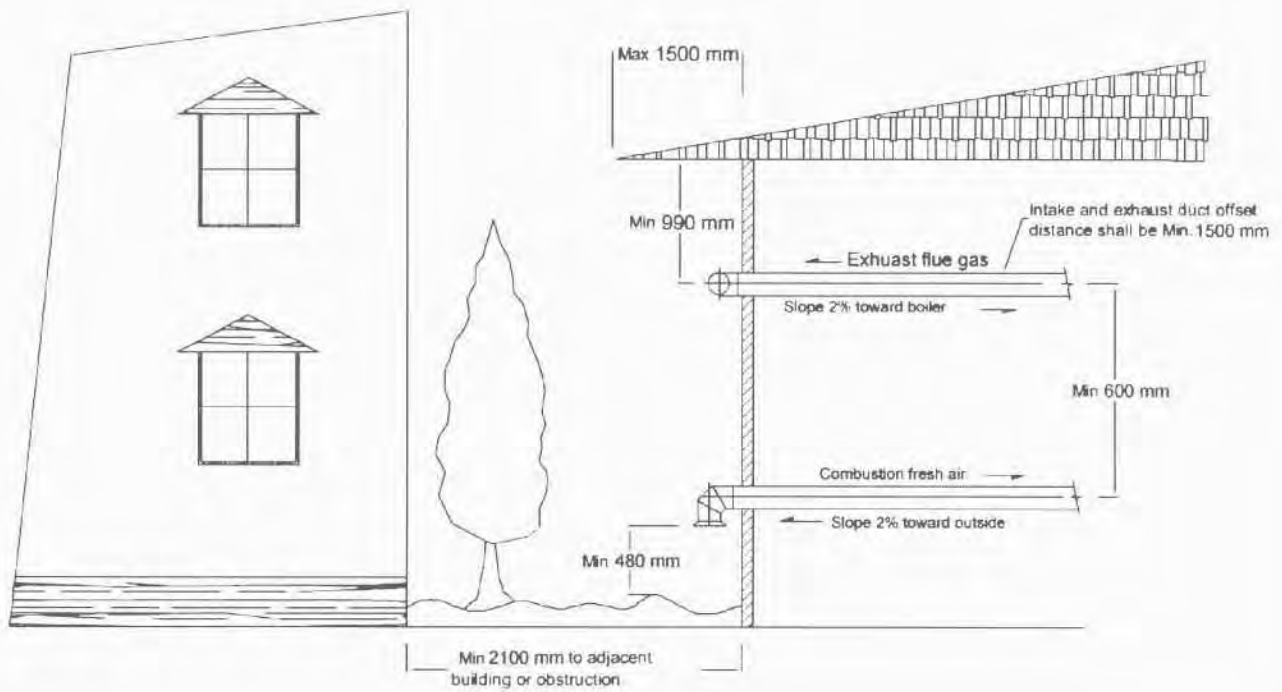 Max 1500 mm
Min 990 mm
Intake and exhaust duct offset
distance shall be Min. 1500 mm
Exhuast flue gas
Slope 2% toward boiler
Min 600 mm
Combustion fresh air
Slope 2% toward outside
Min 480 mm
Min 2100 mm to adjacent
building or obstruction